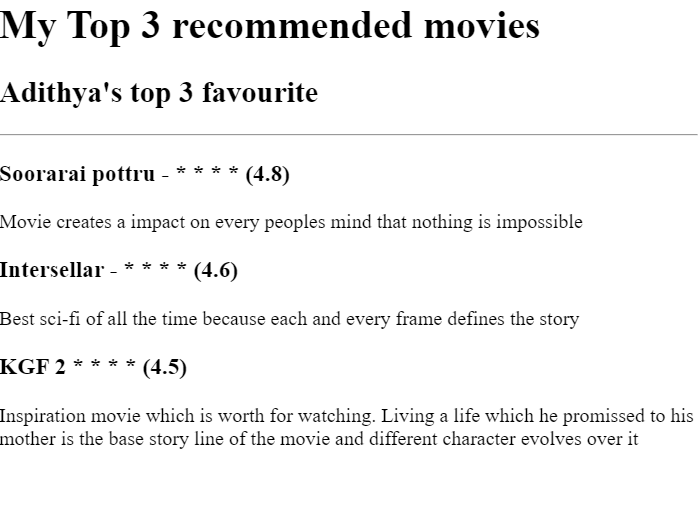 My Top 3 recommended movies
Adithya's top 3 favourite
Soorarai pottru - * * * * (4.8)
Movie creates a impact on every peoples mind that nothing is impossible
Intersellar - * * * * (4.6)
Best sci-fi of all the time because each and every frame defines the story
KGF 2 * * * * (4.5)
Inspiration movie which is worth for watching. Living a life which he promissed to his
mother is the base story line of the movie and different character evolves over it